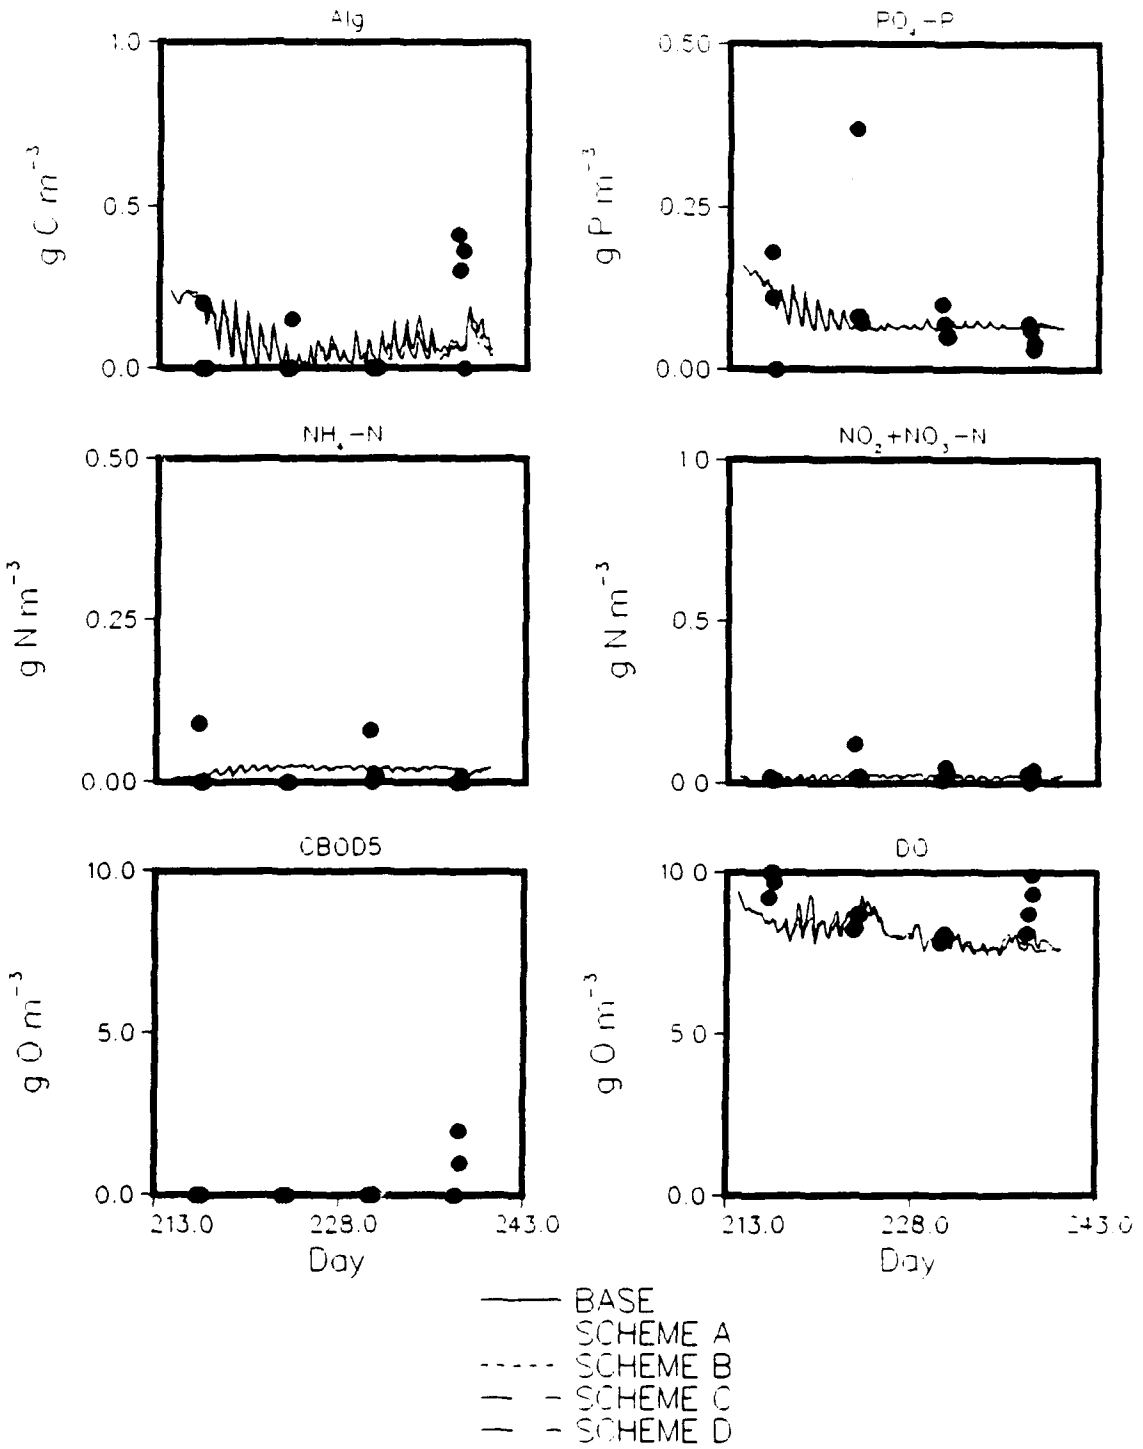 Alg
1.0
0.5
0.0
g C m⁻³
PO₄-P
0.50
0.25
0.00
g P m⁻³
NH₄-N
0.50
0.25
0.00
g N m⁻³
NO₂+NO₃-N
1 0
0.5
0 0
g N m⁻³
CBOD5
10.0
5.0
0.0
g O m⁻³
213.0 228.0 243.0
Day
DO
10 0
5 0
0.0
g O m⁻³
213.0 228.0 243.0
Day
BASE
SCHEME A
SCHEME B
SCHEME C
SCHEME D